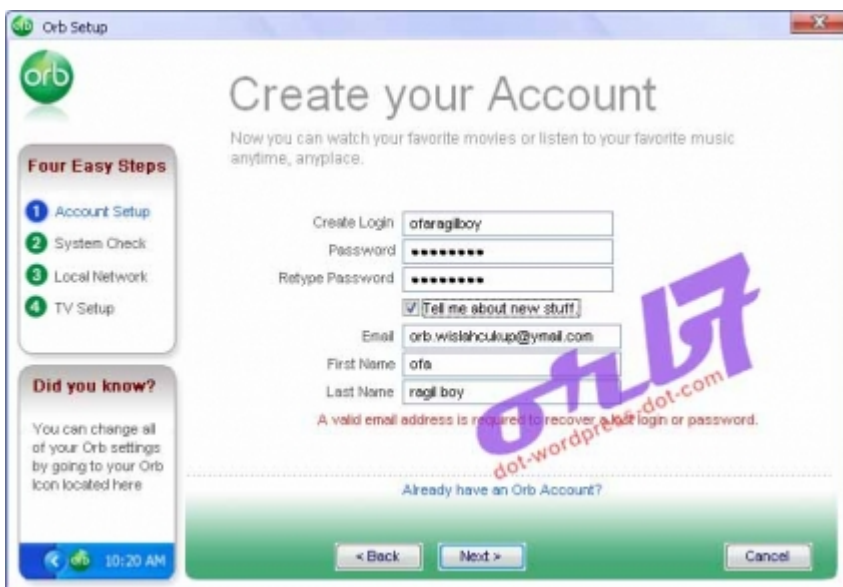 Orb Setup
orb
Create your Account
Now you can watch your favorite movies or listen to your favorite music
anytime, anyplace.
Four Easy Steps
1 Account Setup
2 System Check
3 Local Network
4 TV Setup
Create Login ofaragilboy
Password ●●●●●●●●●
Retype Password ●●●●●●●●●
Tell me about new stuff.
Email orb.wislahcukup@ymail.com
First Name ofa
Last Name ragil boy
A valid email address is required to recover a lost login or password.
dot-wordpress-dot-com
Did you know?
You can change all
of your Orb settings
by going to your Orb
Icon located here
10:20 AM
Already have an Orb Account?
< Back
Next >
Cancel